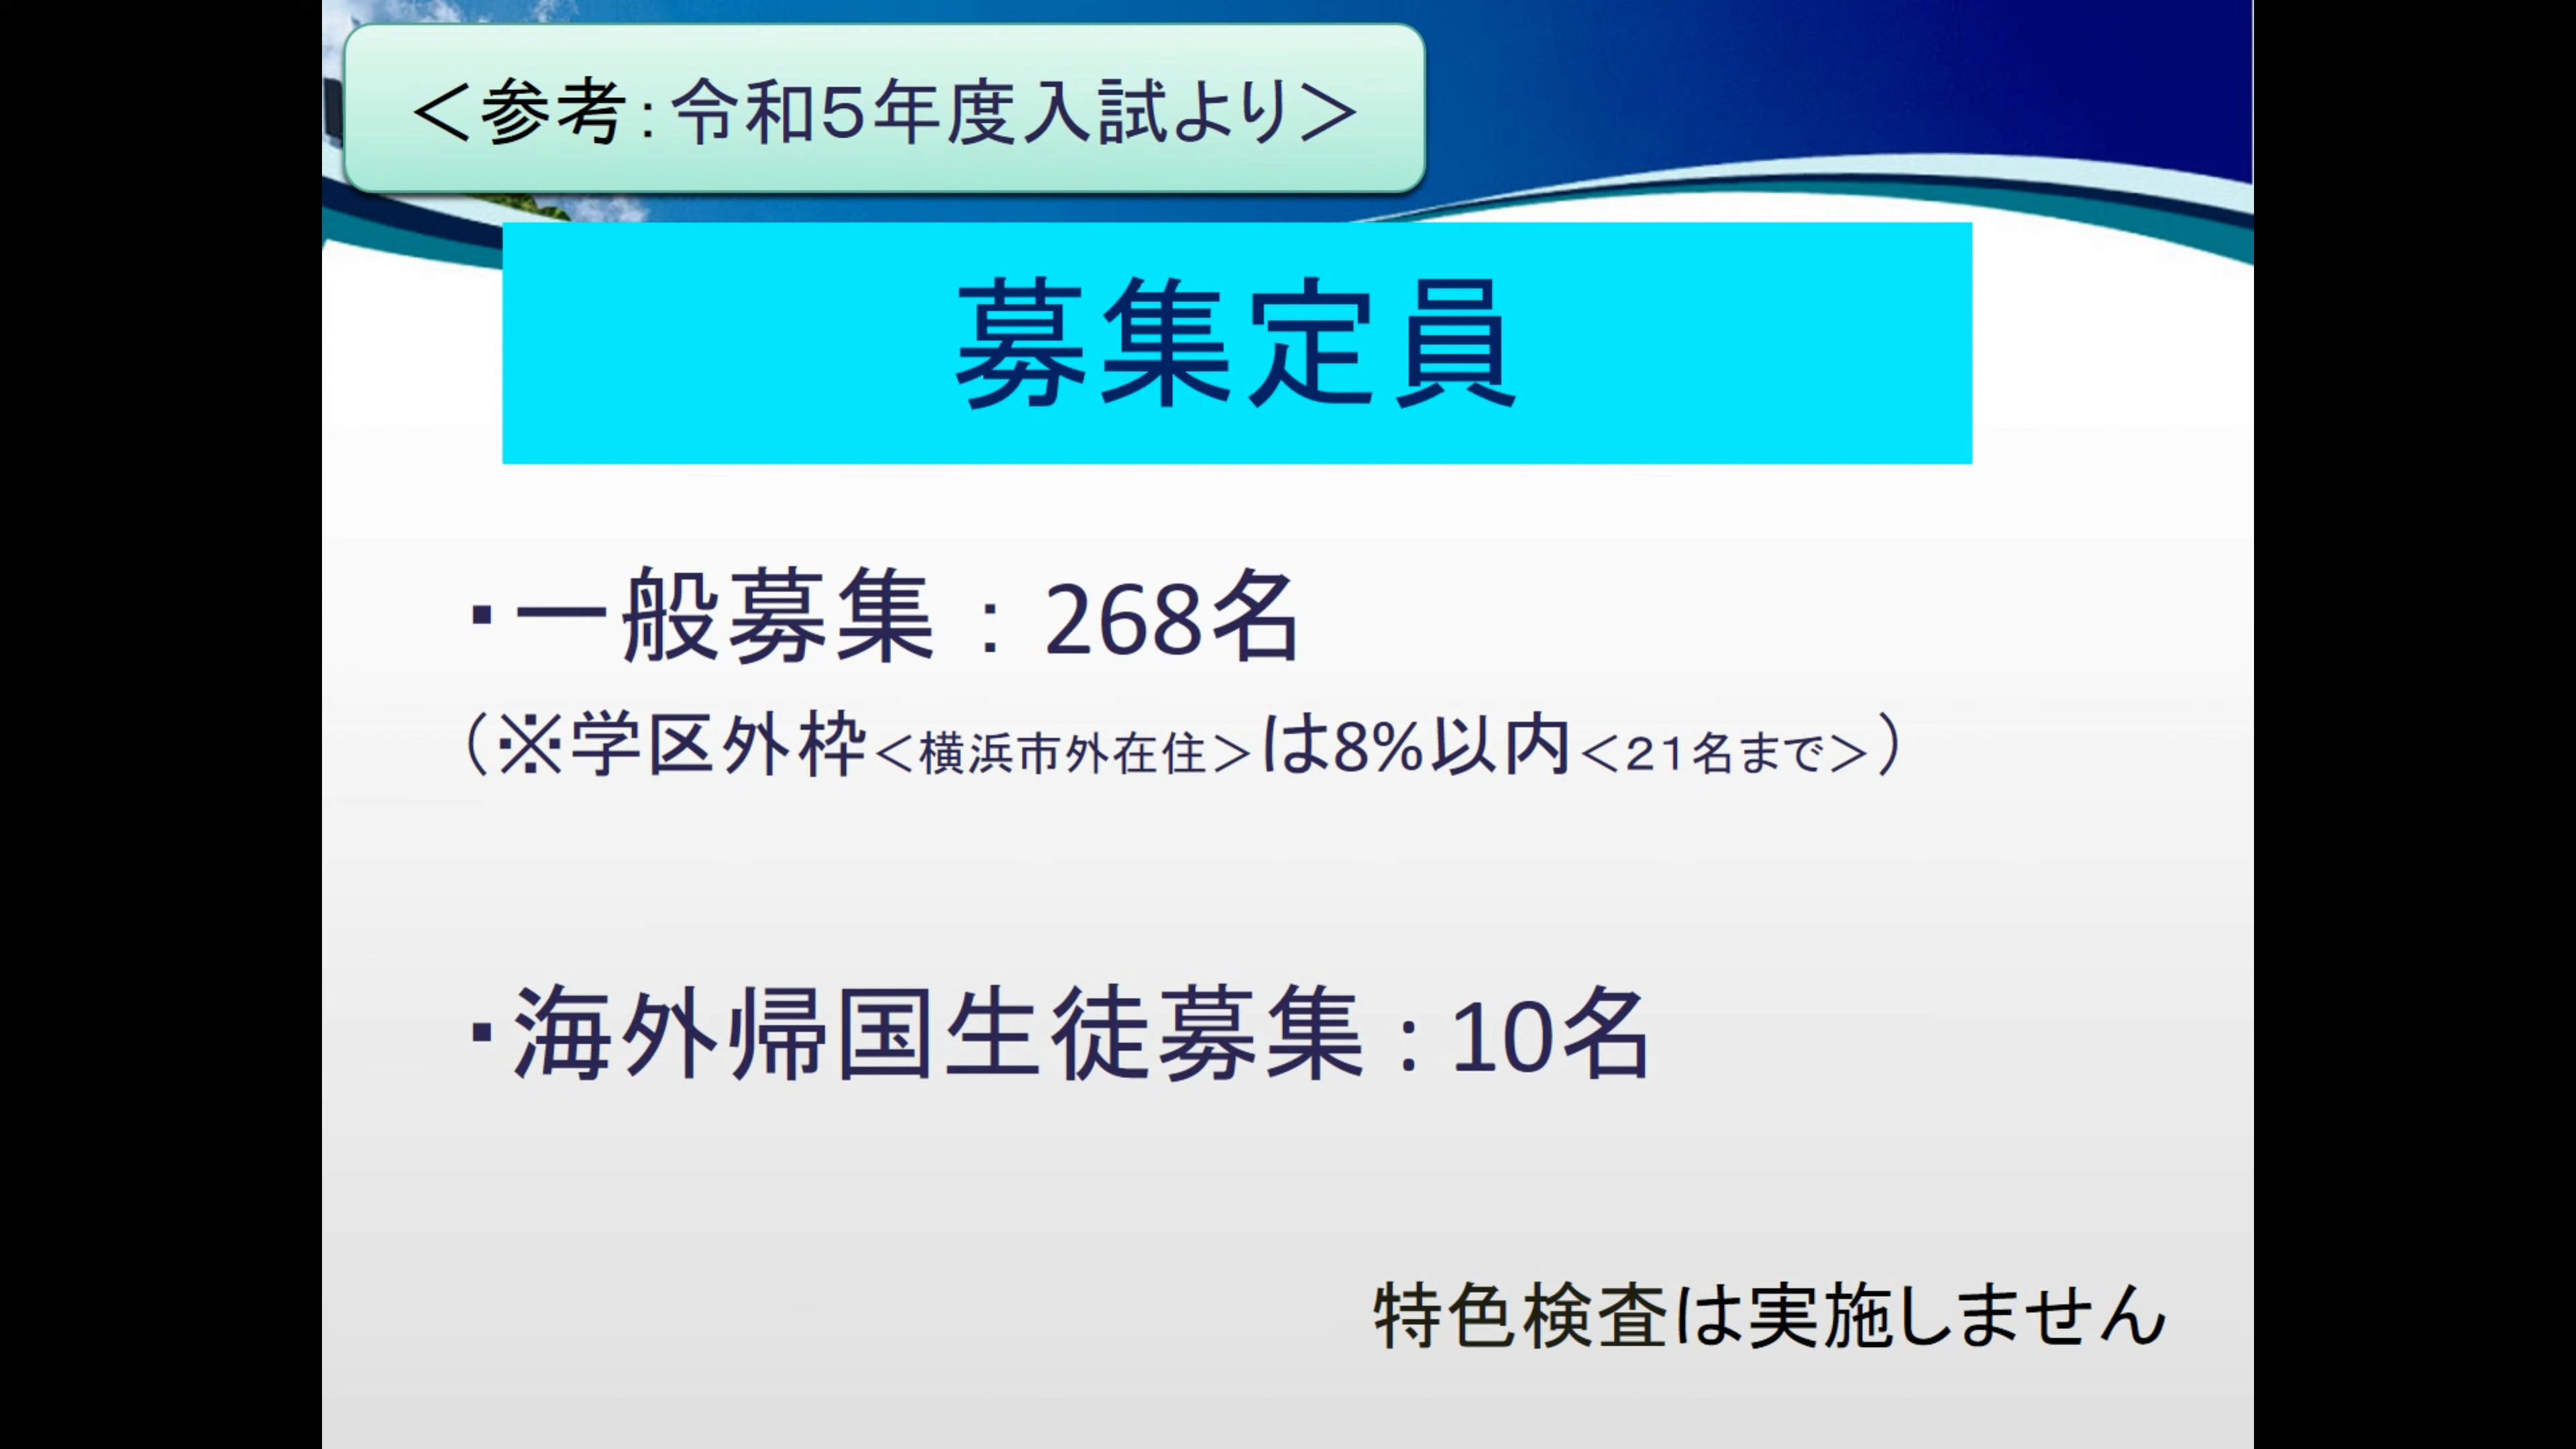 ＜参考：令和５年度入試より＞
募集定員
・一般募集：268名
（※学区外枠＜横浜市外在住＞は8%以内＜２１名まで＞）
・海外帰国生徒募集：10名
特色検査は実施しません